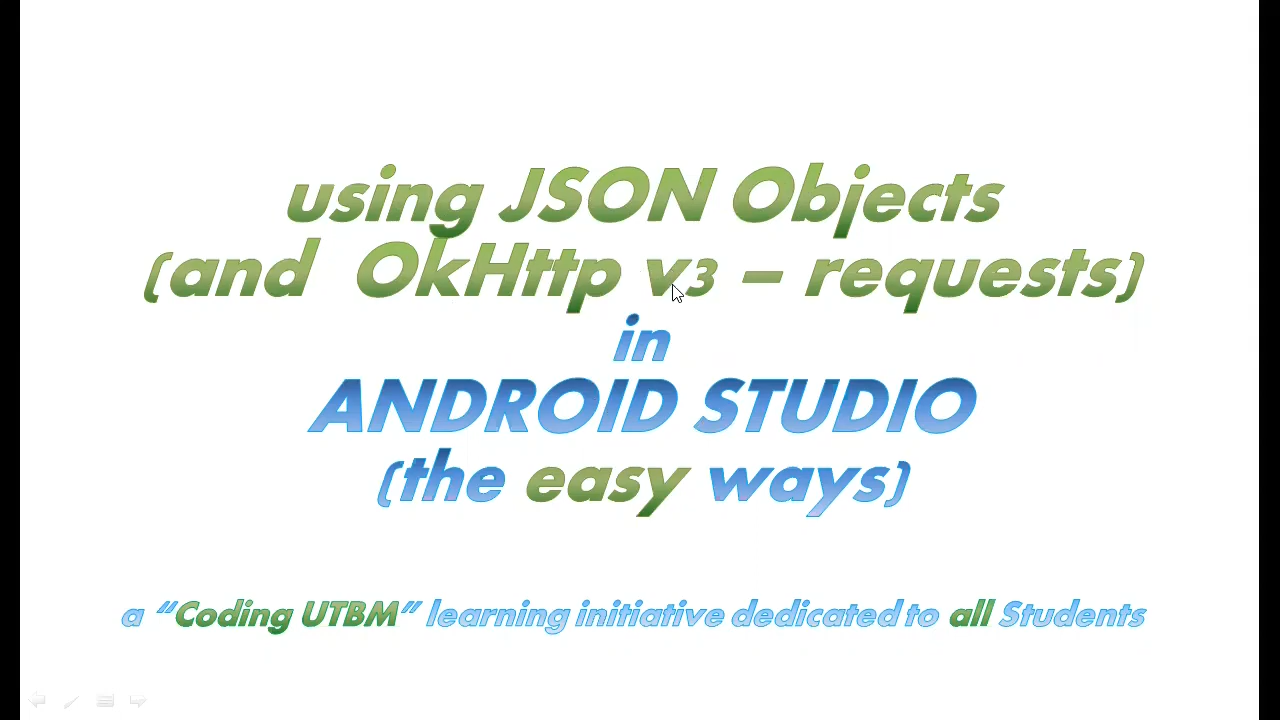 using JSON Objects
(and OkHttp v3 – requests)
in
ANDROID STUDIO
(the easy ways)
a “Coding UTBM” learning initiative dedicated to all Students